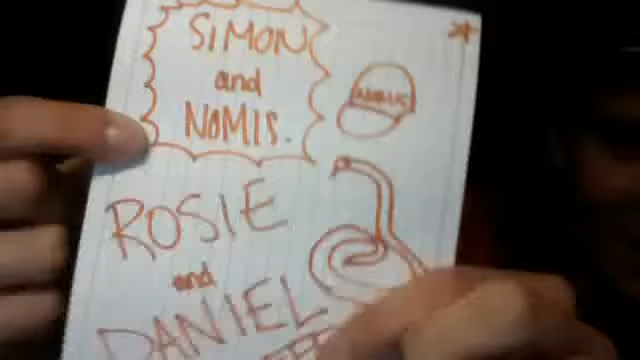 SiMON
and
NOMIS.
ROSIE
and
DANIEL